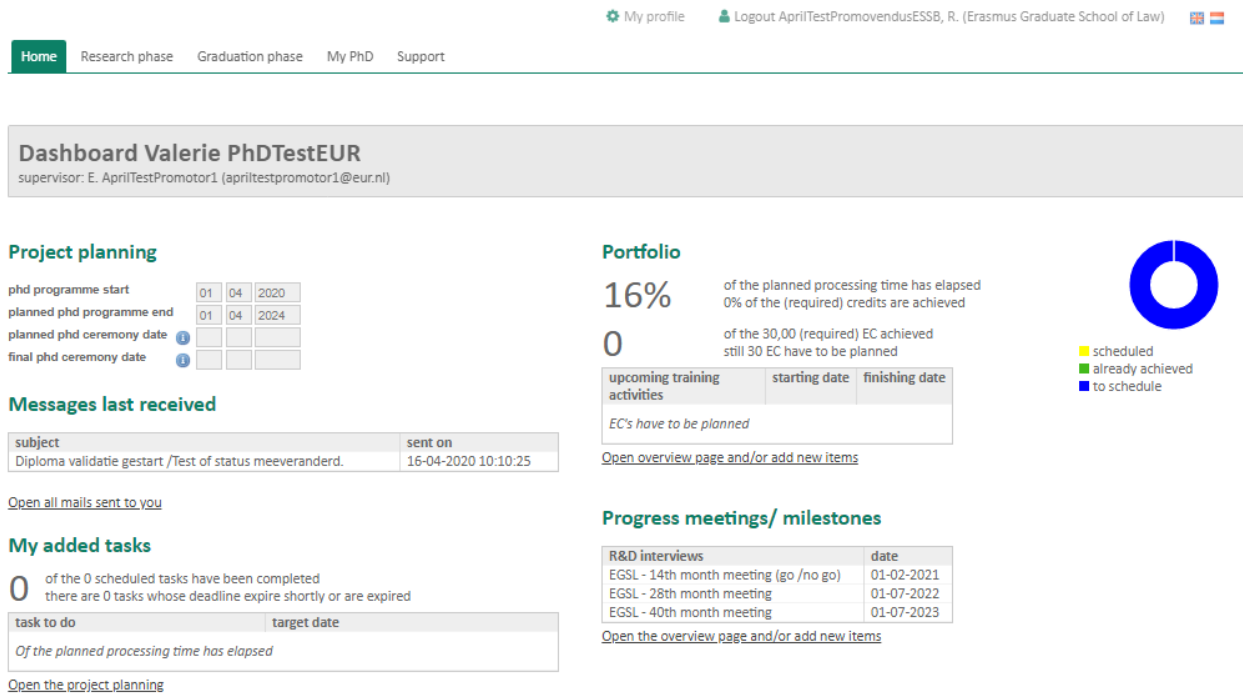 My profile Logout AprilTestPromovendusESSB, R. (Erasmus Graduate School of Law)
Home Research phase Graduation phase My PhD Support
Dashboard Valerie PhDTestEUR
supervisor: E. AprilTestPromotor1 (apriltestpromotor1@eur.nl)
Project planning
phd programme start 01 04 2020
planned phd programme end 01 04 2024
planned phd ceremony date
final phd ceremony date
Messages last received
subject sent on
Diploma validatie gestart /Test of status meeveranderd. 16-04-2020 10:10:25
Open all mails sent to you
My added tasks
0 of the 0 scheduled tasks have been completed
there are 0 tasks whose deadline expire shortly or are expired
task to do target date
Of the planned processing time has elapsed
Open the project planning
Portfolio
16% of the planned processing time has elapsed
0% of the (required) credits are achieved
0 of the 30,00 (required) EC achieved
still 30 EC have to be planned
upcoming training activities starting date finishing date
EC's have to be planned
Open overview page and/or add new items
scheduled
already achieved
to schedule
Progress meetings/ milestones
R&D interviews date
EGSL - 14th month meeting (go /no go) 01-02-2021
EGSL - 28th month meeting 01-07-2022
EGSL - 40th month meeting 01-07-2023
Open the overview page and/or add new items